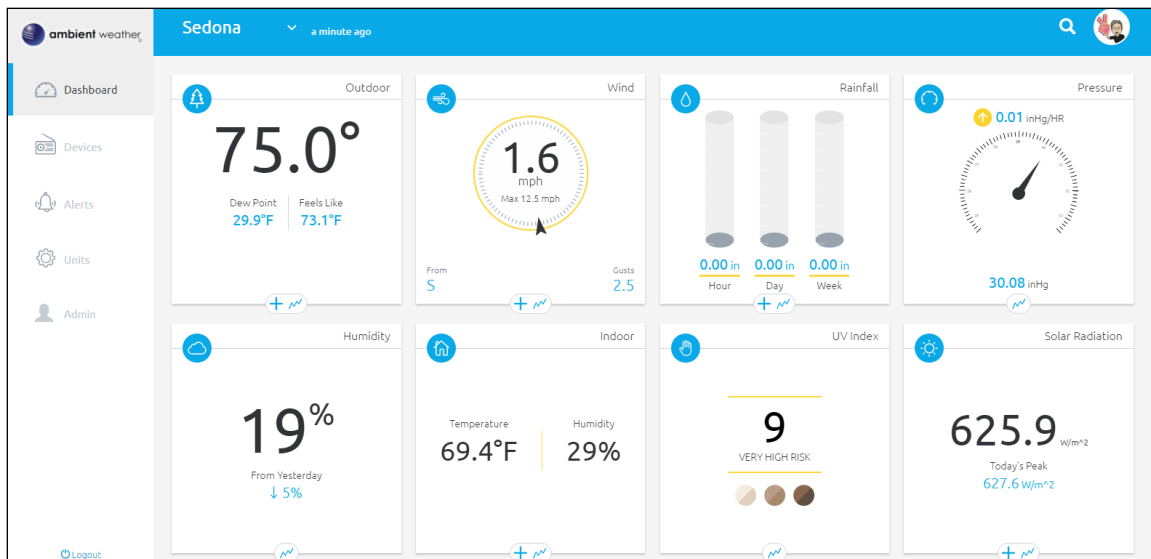 ambient weather
Sedona
a minute ago
Dashboard
Devices
Alerts
Units
Admin
Logout
Outdoor
75.0°
Dew Point Feels Like
29.9°F 73.1°F
Wind
1.6
mph
Max 12.5 mph
From Gusts
S 2.5
Rainfall
0.00 in 0.00 in 0.00 in
Hour Day Week
Pressure
0.01 inHg/HR
30.08 inHg
Humidity
19%
From Yesterday
↓ 5%
Indoor
Temperature Humidity
69.4°F 29%
UV Index
9
VERY HIGH RISK
Solar Radiation
625.9 W/m^2
Today's Peak
627.6 W/m^2